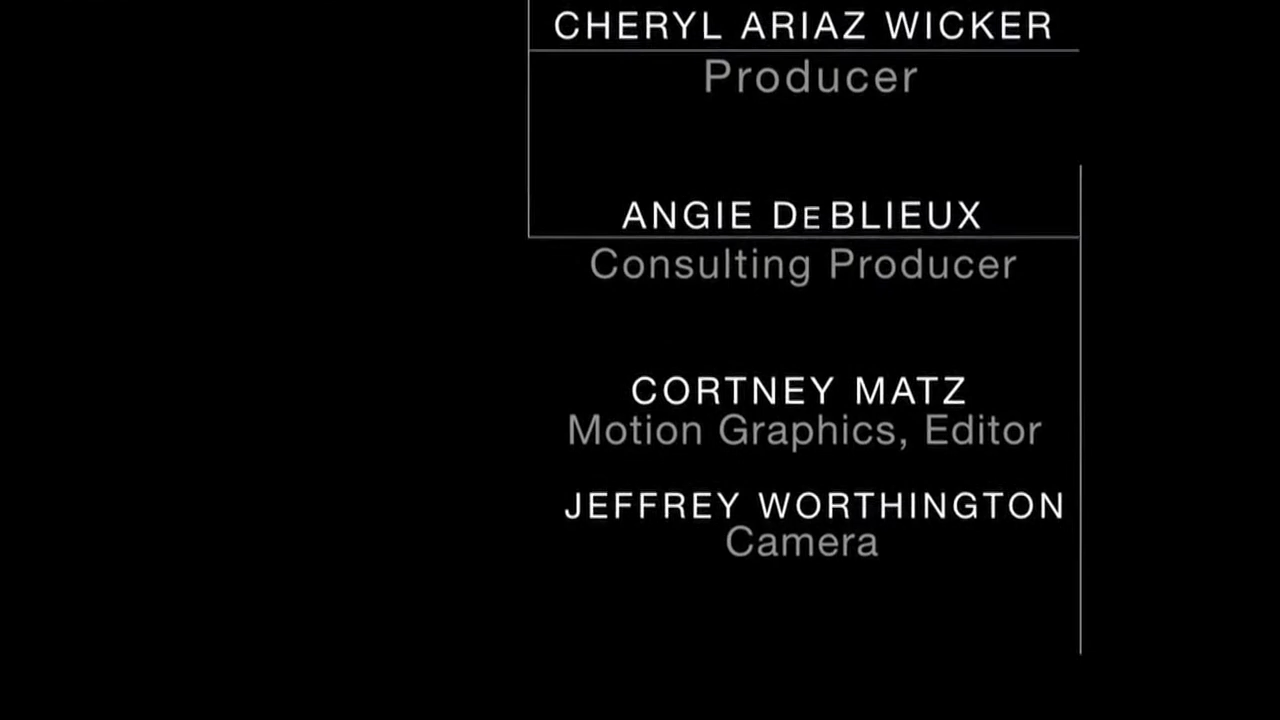 CHERYL ARIAZ WICKER
Producer
ANGIE DEBLIEUX
Consulting Producer
CORTNEY MATZ
Motion Graphics, Editor
JEFFREY WORTHINGTON
Camera